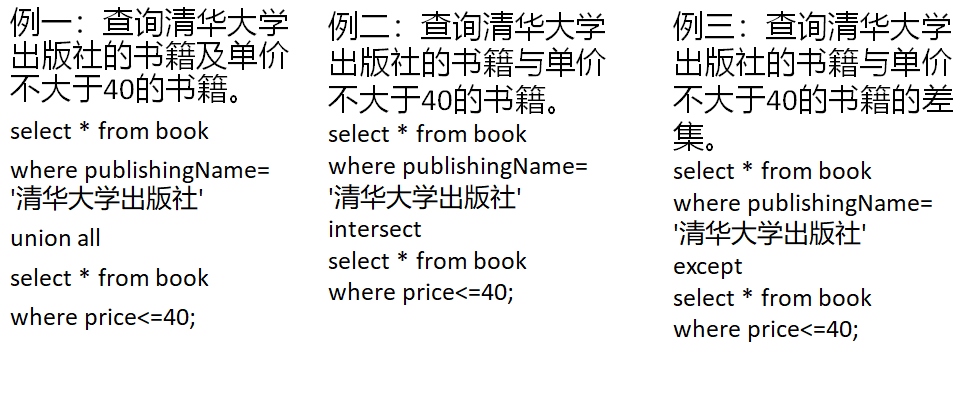 例一：查询清华大学
出版社的书籍及单价
不大于40的书籍。
select * from book
where publishingName=
'清华大学出版社'
union all
select * from book
where price<=40;
例二：查询清华大学
出版社的书籍与单价
不大于40的书籍。
select * from book
where publishingName=
'清华大学出版社'
intersect
select * from book
where price<=40;
例三：查询清华大学
出版社的书籍与单价
不大于40的书籍的差
集。
select * from book
where publishingName=
'清华大学出版社'
except
select * from book
where price<=40;